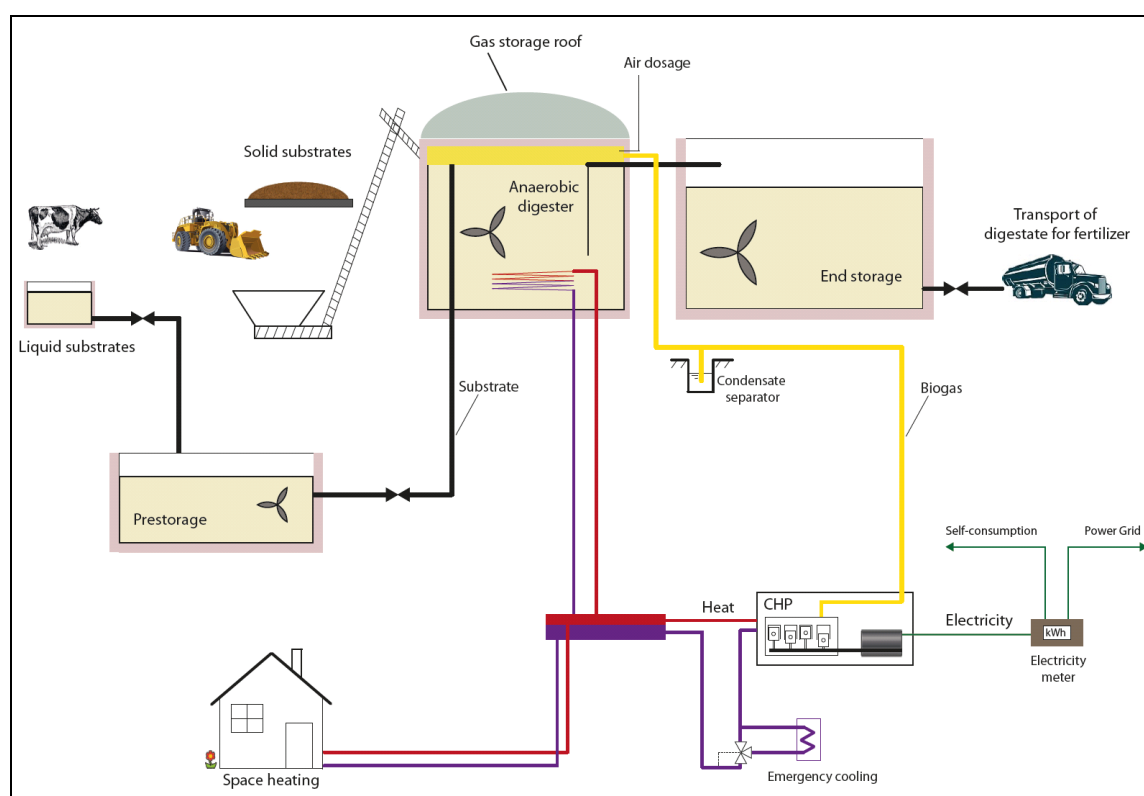 Gas storage roof
Air dosage
Solid substrates
Anaerobic
digester
Transport of
digestate for fertilizer
End storage
Liquid substrates
Substrate
Condensate
separator
Biogas
Prestorage
Self-consumption
Power Grid
Heat
CHP
Electricity
kWh
Electricity
meter
Space heating
Emergency cooling